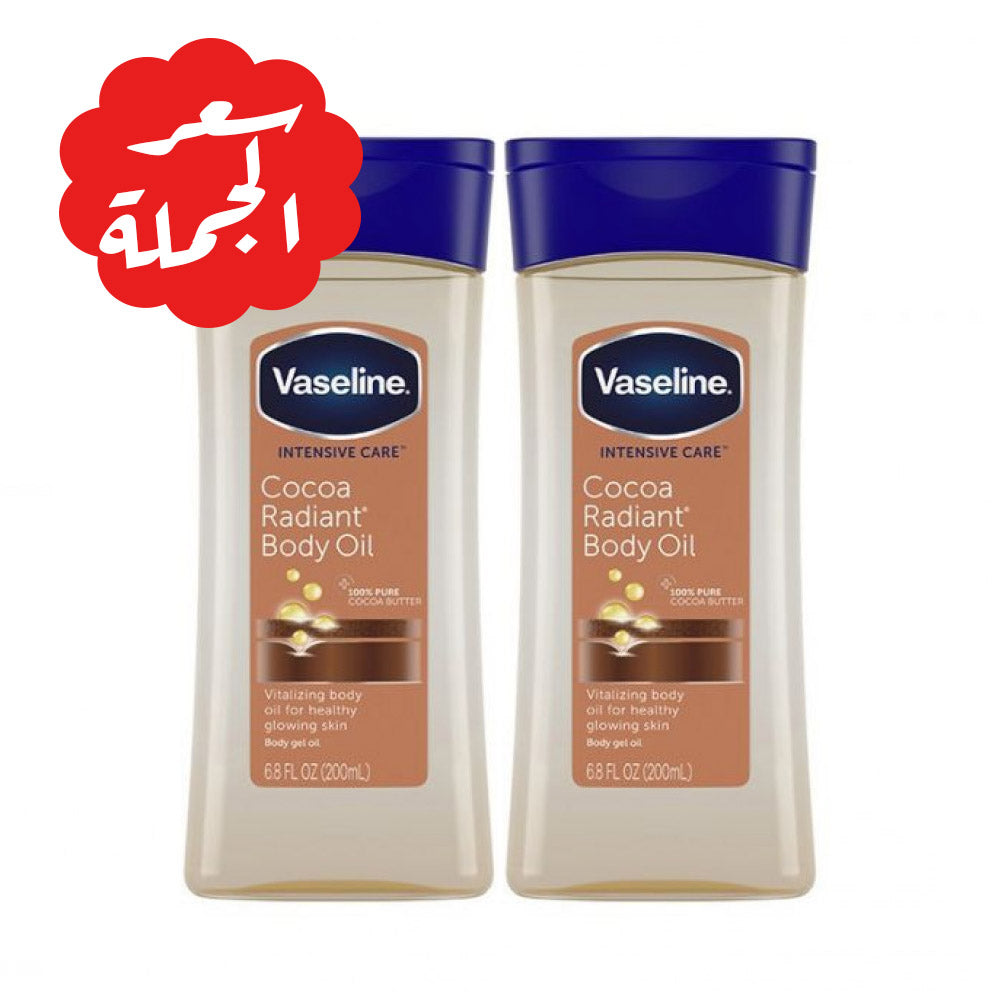 سعر
الجملة
Vaseline.
INTENSIVE CARE™
Cocoa
Radiant®
Body Oil
100% PURE
COCOA BUTTER
Vitalizing body
oil for healthy
glowing skin
Body gel oil
6.8 FL OZ (200mL)
Vaseline.
INTENSIVE CARE™
Cocoa
Radiant®
Body Oil
100% PURE
COCOA BUTTER
Vitalizing body
oil for healthy
glowing skin
Body gel oil
6.8 FL OZ (200mL)